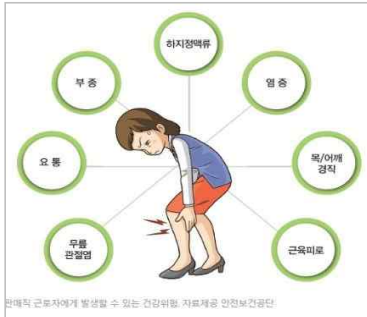 하지정맥류
부 종
염 증
요 통
목/어깨
경직
무릎
관절염
근육피로
판매직 근로자에게 발생할 수 있는 건강위험. 자료제공 안전보건공단